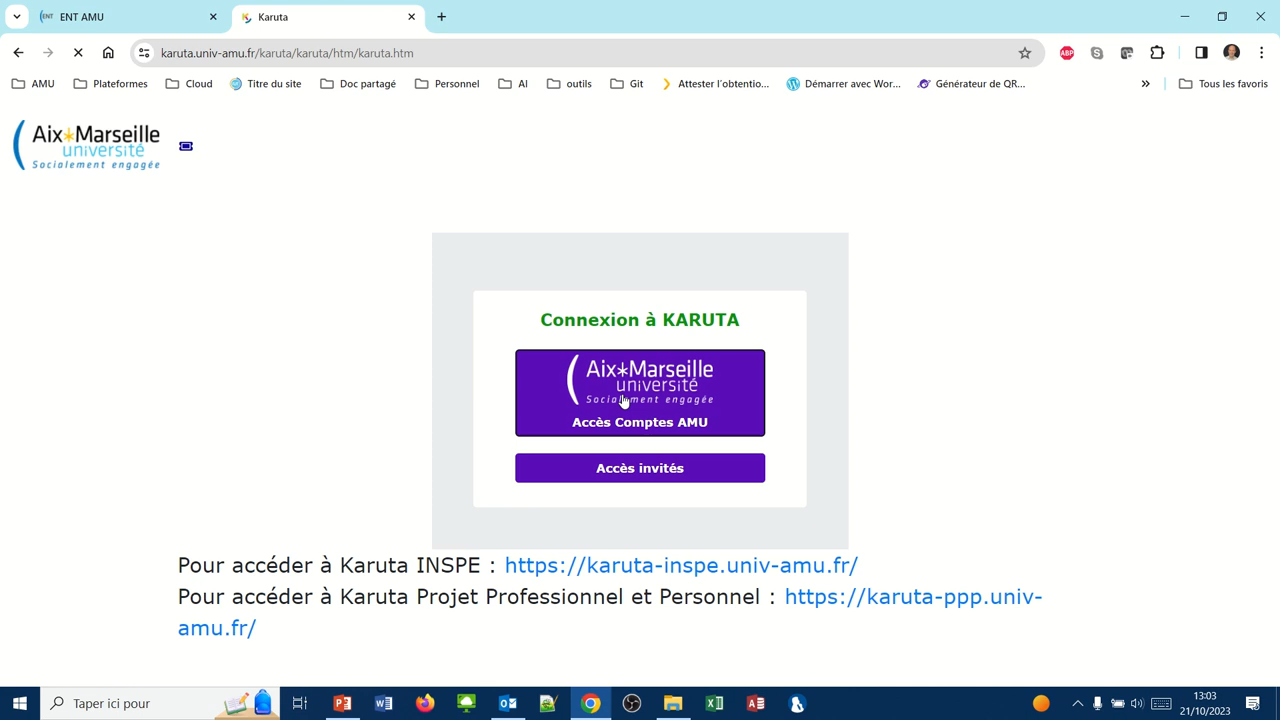 ENT AMU
Karuta
karuta.univ-amu.fr/karuta/karuta/htm/karuta.htm
ABP
AMU Plateformes Cloud Titre du site Doc partagé Personnel AI outils Git Attester l'obtentio... Démarrer avec Wor... Générateur de QR... » Tous les favoris
Aix*Marseille
université
Socialement engagée
Connexion à KARUTA
Aix*Marseille
université
Socialement engagée
Accès Comptes AMU
Accès invités
Pour accéder à Karuta INSPE : https://karuta-inspe.univ-amu.fr/
Pour accéder à Karuta Projet Professionnel et Personnel : https://karuta-ppp.univ-
amu.fr/
Taper ici pour
13:03
21/10/2023